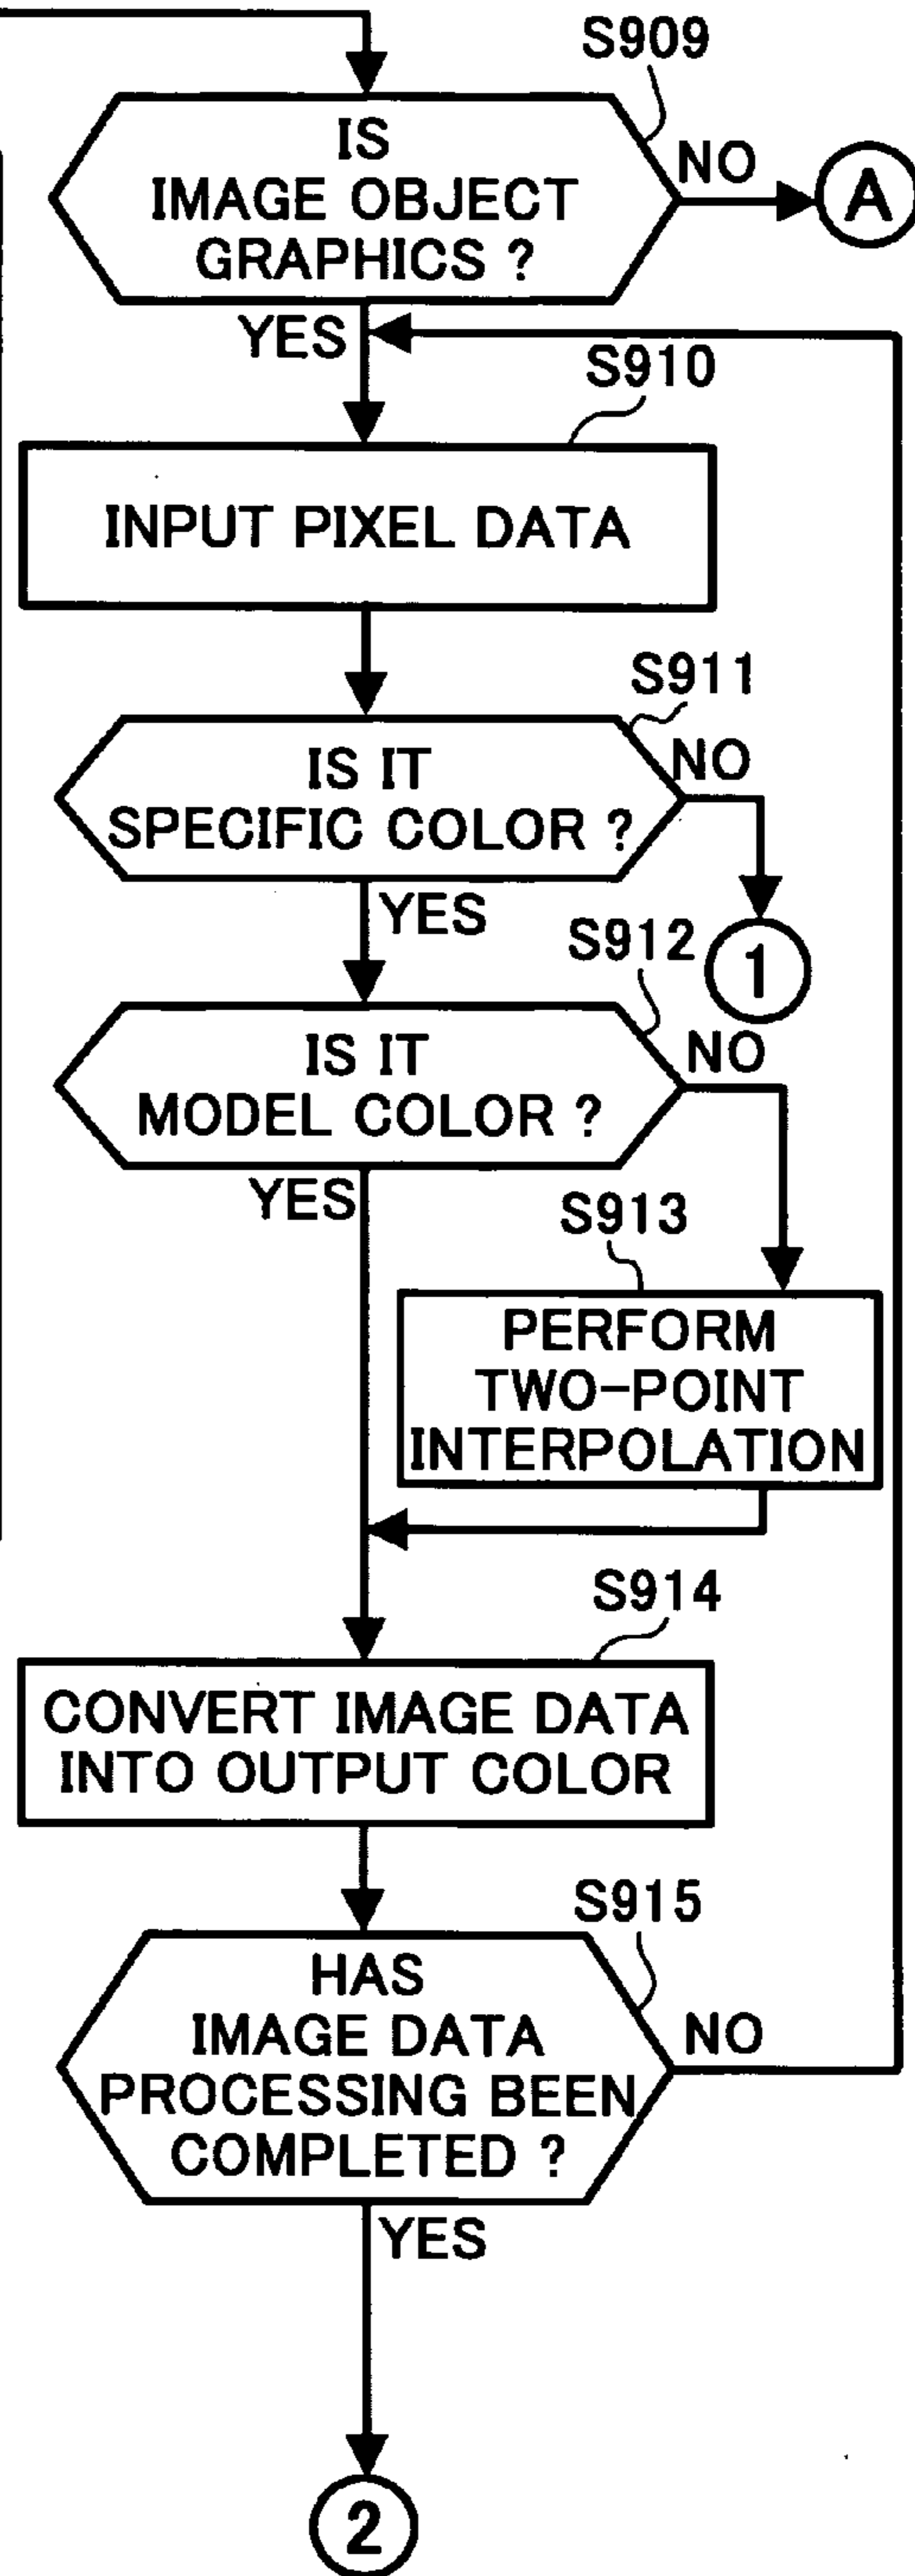 S909
IS
IMAGE OBJECT
GRAPHICS ?
NO
A
YES
S910
INPUT PIXEL DATA
S911
IS IT
SPECIFIC COLOR ?
NO
1
YES
S912
IS IT
MODEL COLOR ?
NO
YES
S913
PERFORM
TWO-POINT
INTERPOLATION
S914
CONVERT IMAGE DATA
INTO OUTPUT COLOR
S915
HAS
IMAGE DATA
PROCESSING BEEN
COMPLETED ?
NO
YES
2